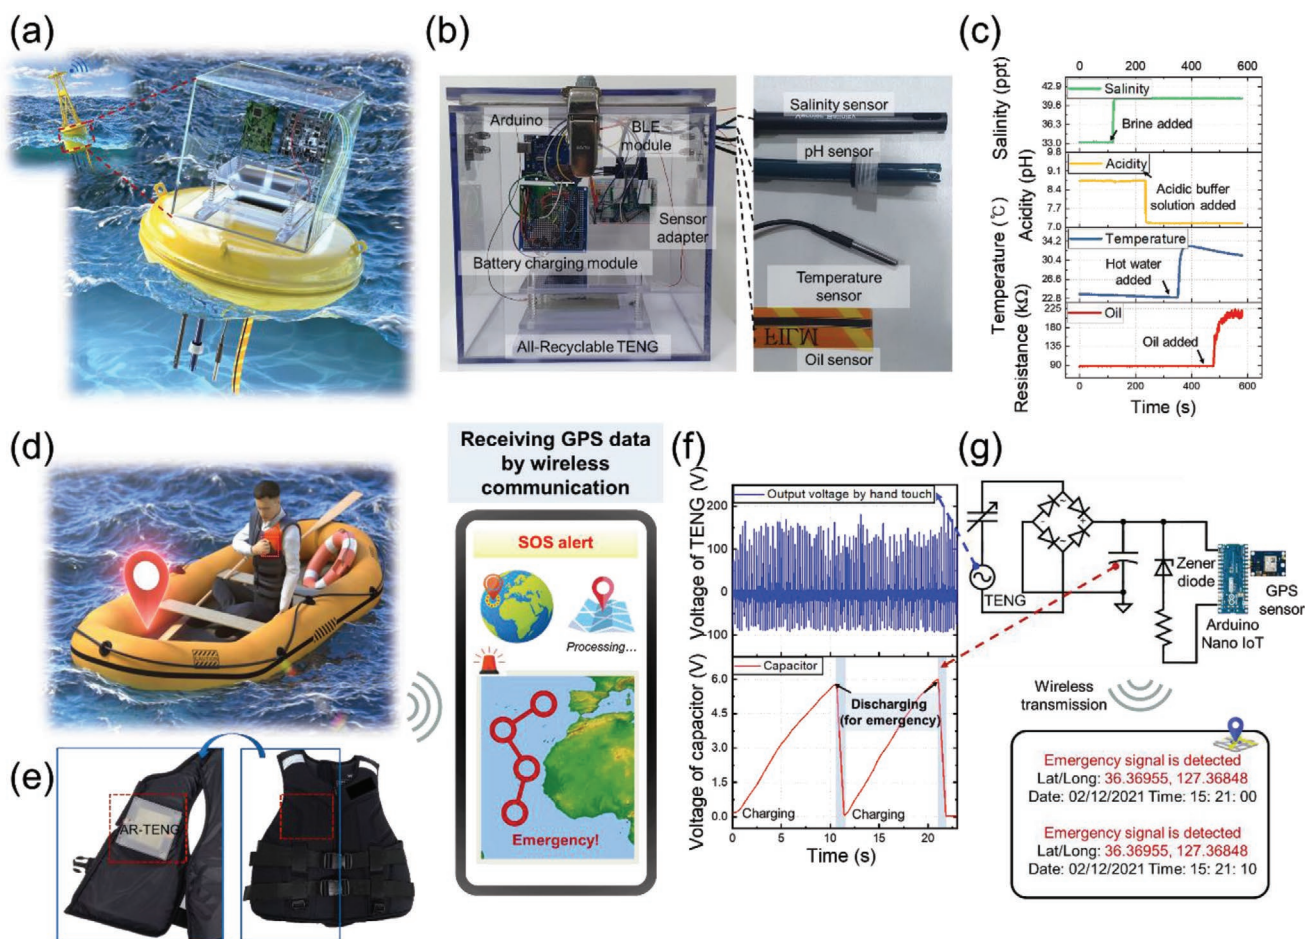 (a)
(b)
Arduino
BLE
module
Sensor
adapter
Battery charging module
All-Recyclable TENG
Salinity sensor
pH sensor
Temperature
sensor
Oil sensor
(c)
0 200 400 600
Salinity (ppt)
42.9
39.6
36.3
33.0
Salinity
Brine added
Acidity (pH)
9.8
9.1
8.4
7.7
7.0
Acidity
Acidic buffer
solution added
Temperature (℃)
34.2
30.4
26.6
22.8
Temperature
Hot water
added
Resistance (kΩ)
225
180
135
90
Oil
Oil added
0 200 400 600
Time (s)
(d)
Receiving GPS data
by wireless
communication
SOS alert
Processing...
Emergency!
(e)
AR-TENG
(f)
Voltage of TENG (V)
200
100
0
-100
Output voltage by hand touch
Voltage of capacitor (V)
6.0
4.5
3.0
1.5
0.0
Capacitor
Discharging
(for emergency)
Charging
Charging
0 5 10 15 20
Time (s)
(g)
TENG
Zener
diode
GPS
sensor
Arduino
Nano IoT
Wireless
transmission
Emergency signal is detected
Lat/Long: 36.36955, 127.36848
Date: 02/12/2021 Time: 15: 21: 00
Emergency signal is detected
Lat/Long: 36.36955, 127.36848
Date: 02/12/2021 Time: 15: 21: 10